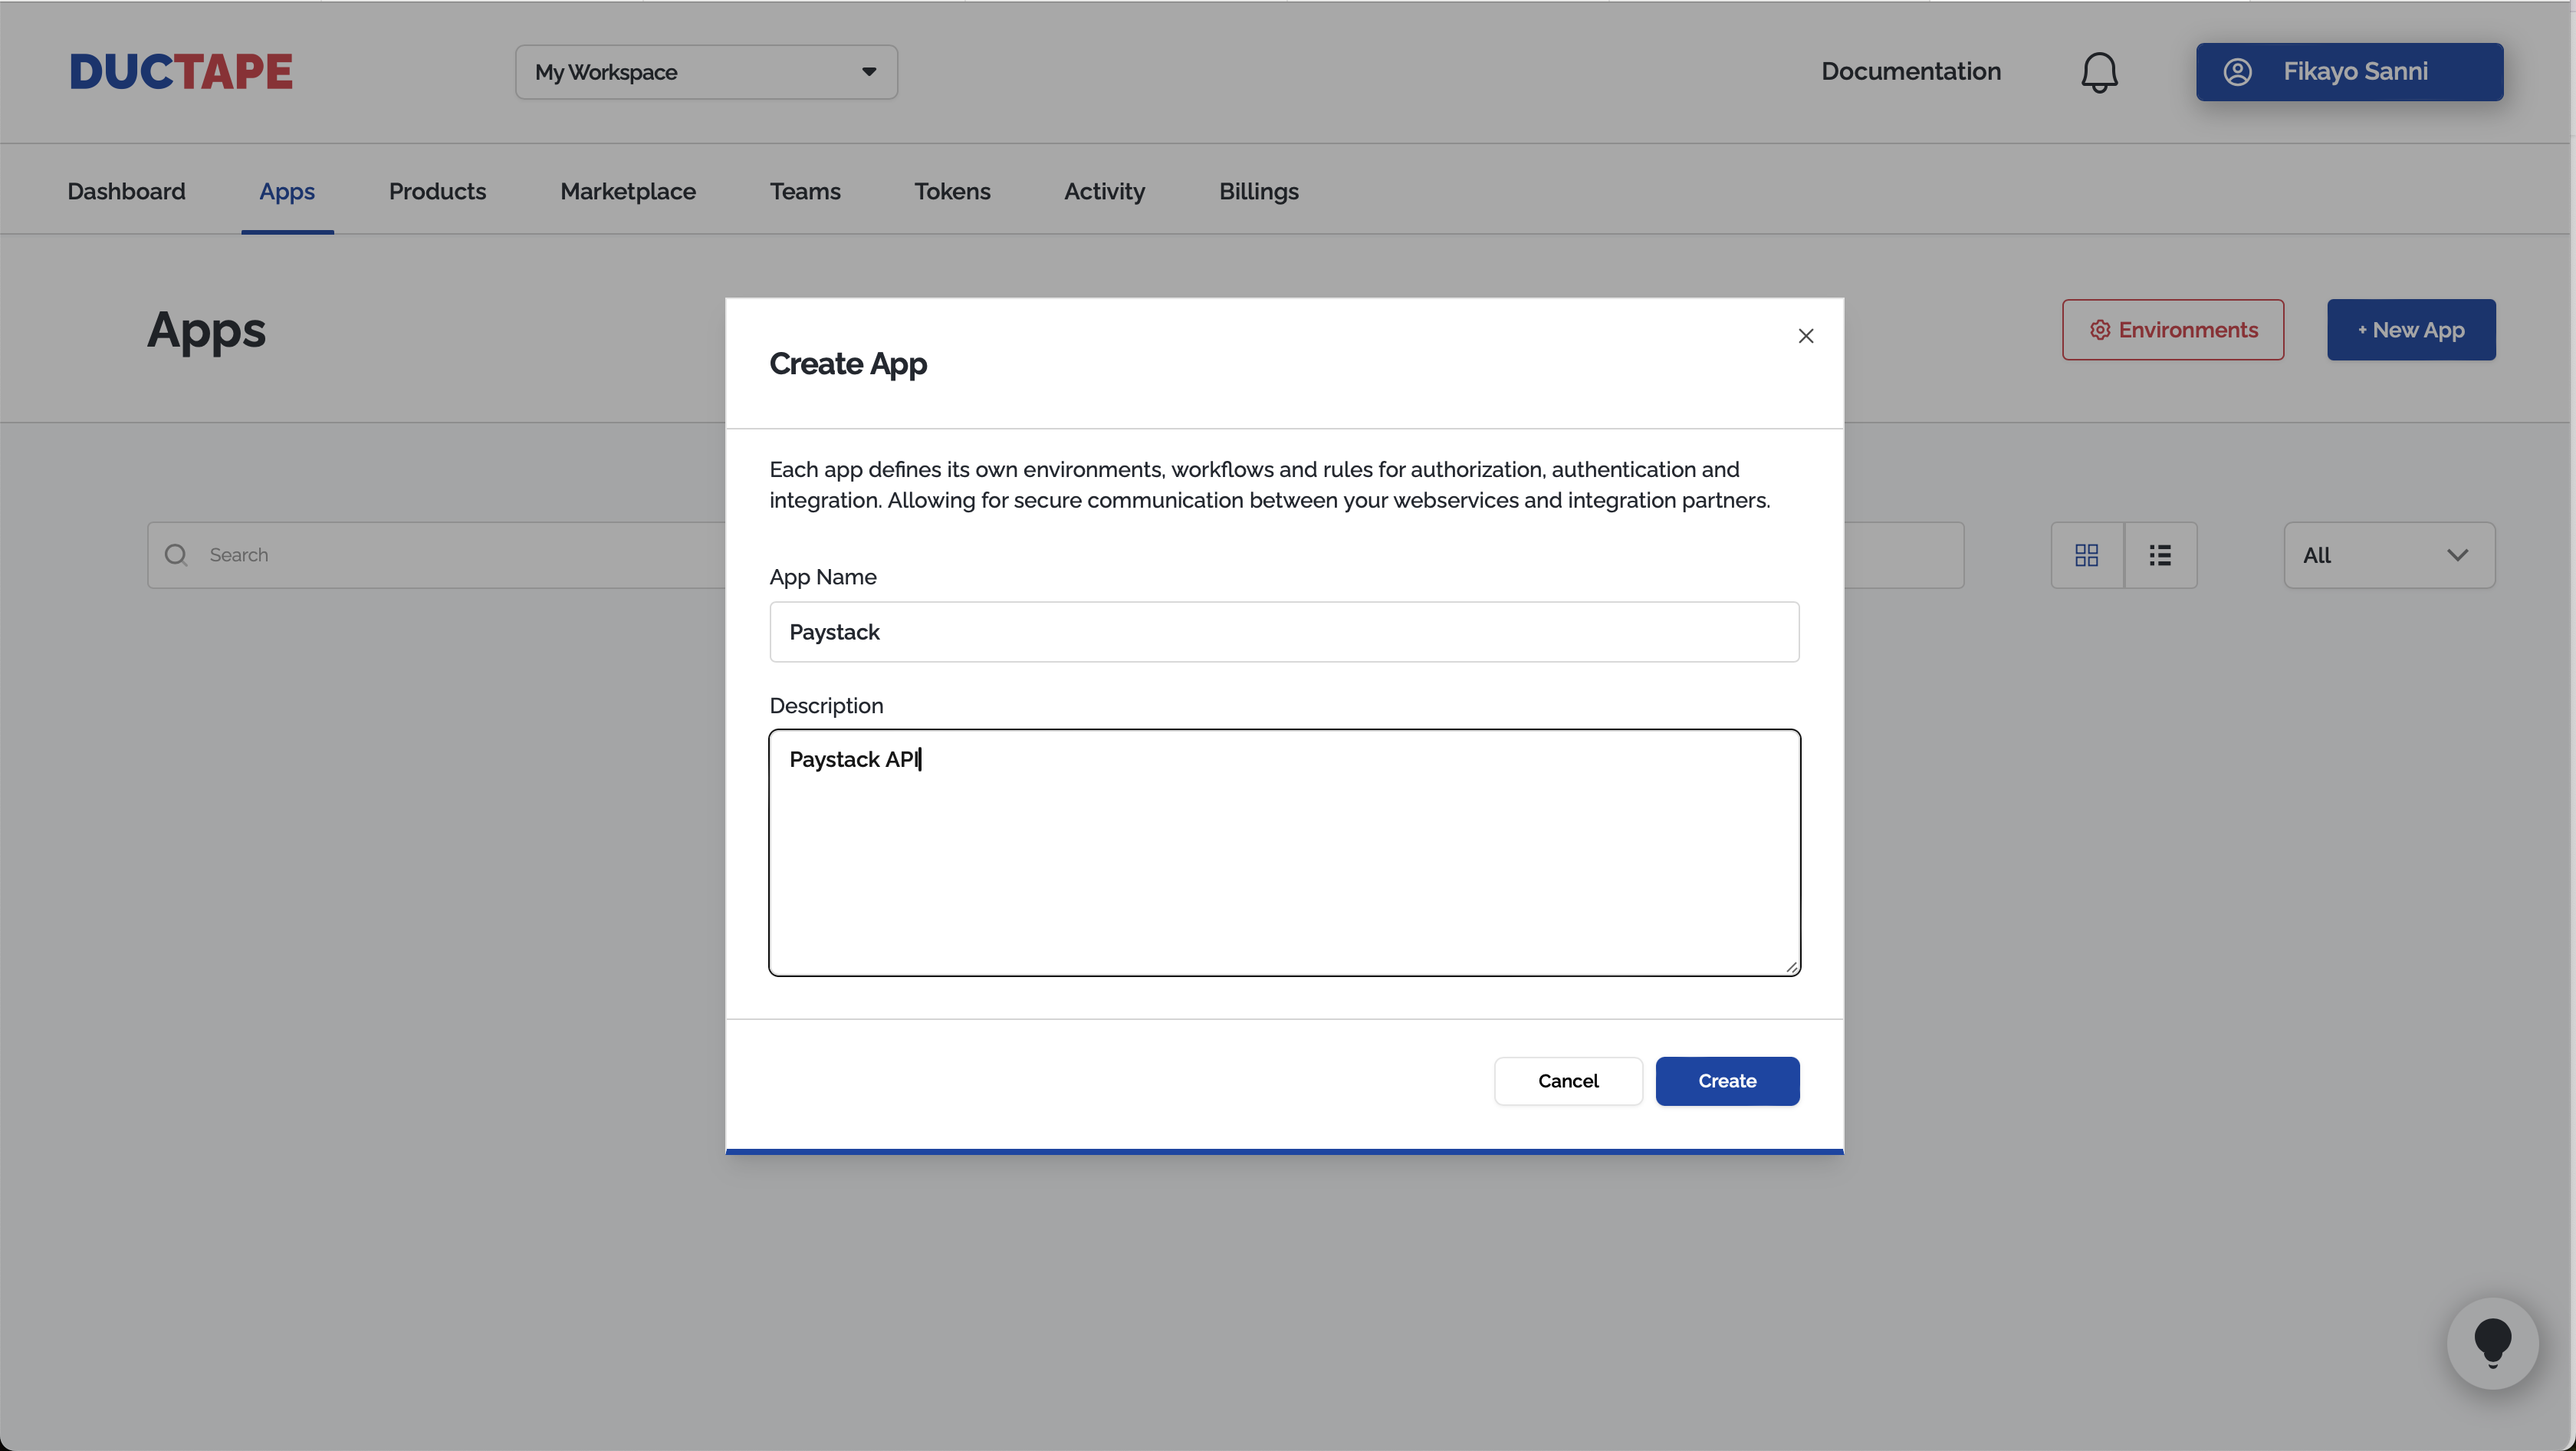 DUCTAPE
My Workspace
Documentation
Fikayo Sanni
Dashboard
Apps
Products
Marketplace
Teams
Tokens
Activity
Billings
Apps
Environments
+ New App
Search
All
Create App
Each app defines its own environments, workflows and rules for authorization, authentication and
integration. Allowing for secure communication between your webservices and integration partners.
App Name
Paystack
Description
Paystack API
Cancel
Create